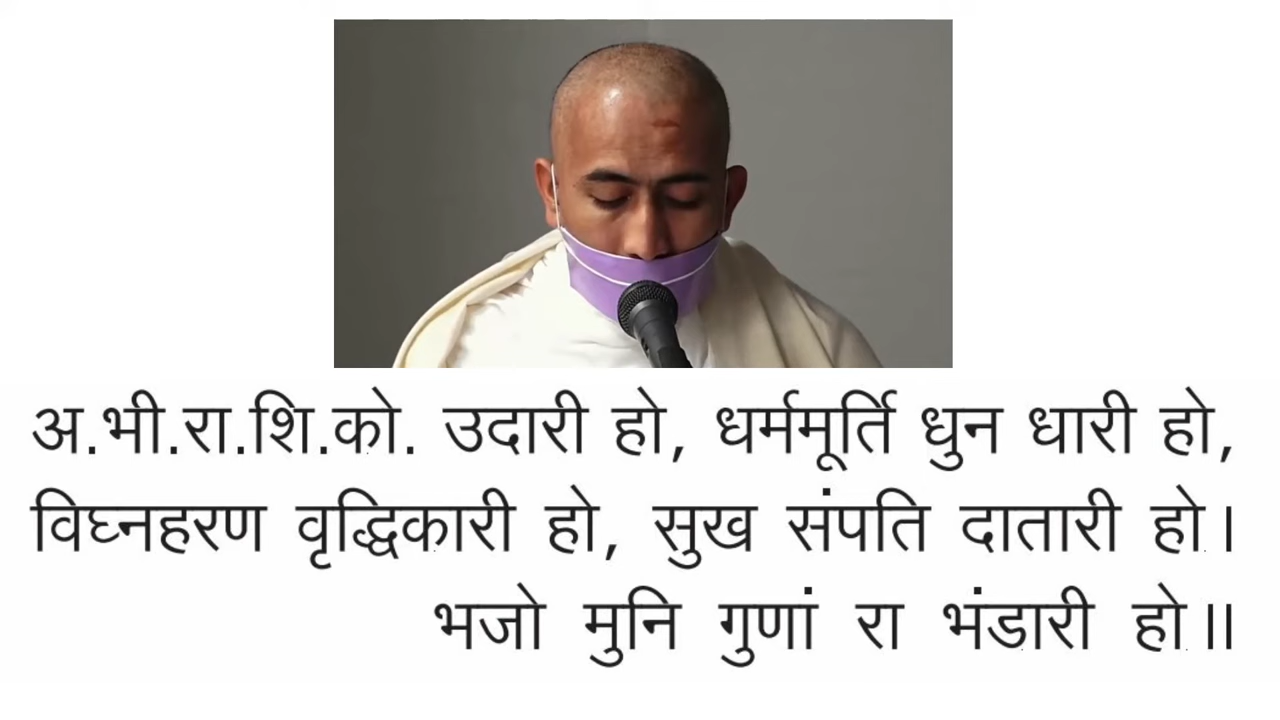 अ.भी.रा.शि.को. उदारी हो, धर्ममूर्ति धुन धारी हो,
विघ्नहरण वृद्धिकारी हो, सुख संपति दातारी हो।
भजो मुनि गुणां रा भंडारी हो॥